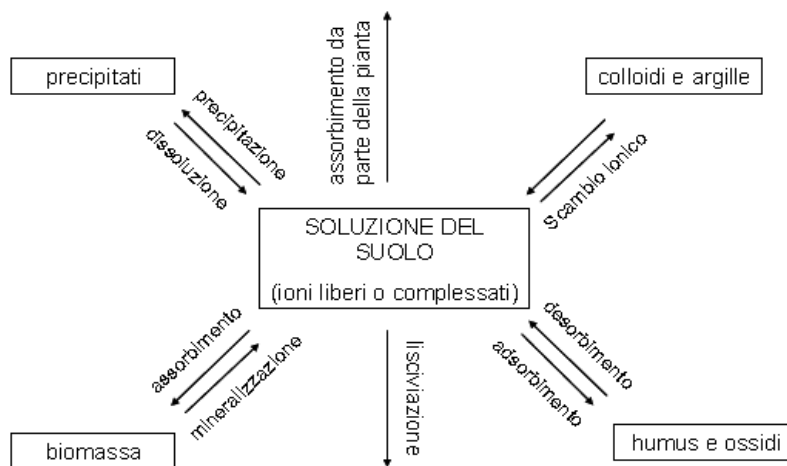 assorbimento da
parte della pianta
precipitati
colloidi e argille
precipitazione
dissoluzione
Scambio ionico
SOLUZIONE DEL
SUOLO
(ioni liberi o complessati)
assorbimento
mineralizzazione
lisciviazione
desorbimento
adsorbimento
biomassa
humus e ossidi